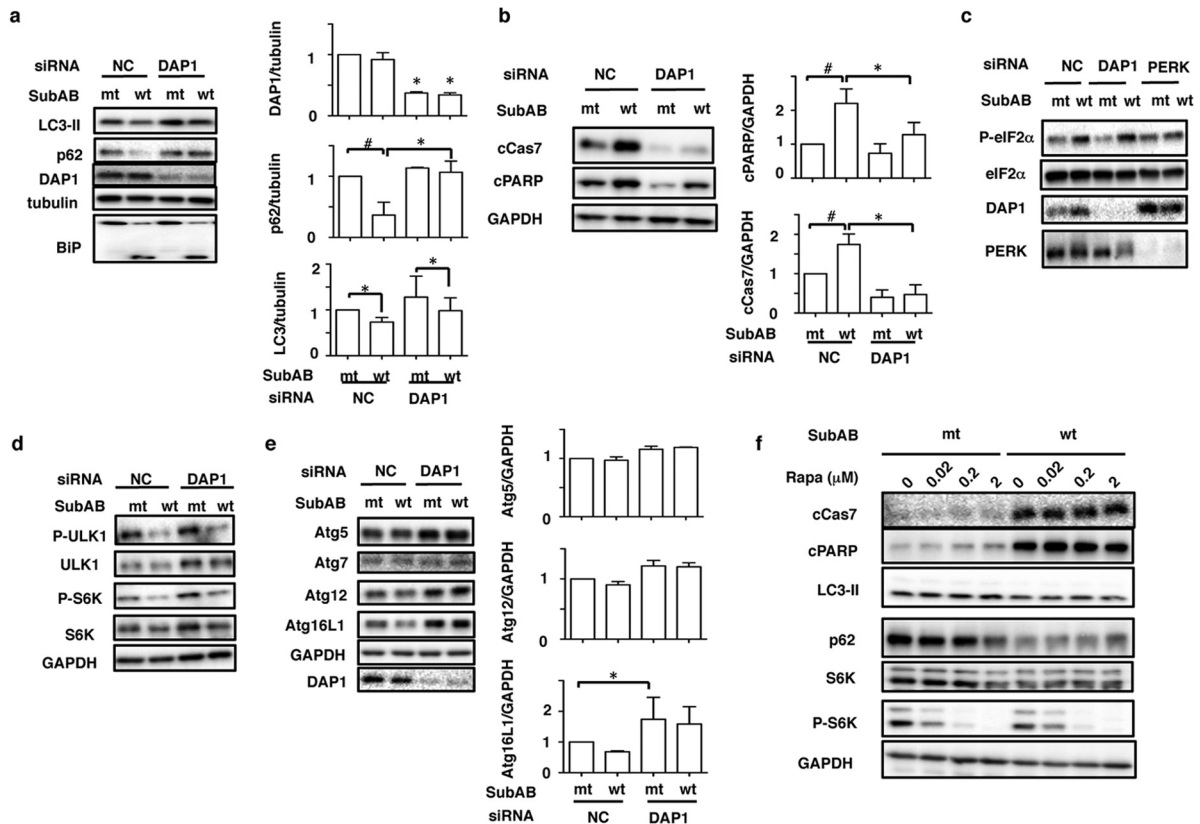 a
siRNA NC DAP1
SubAB mt wt mt wt
LC3-II
p62
DAP1
tubulin
BiP
DAP1/tubulin
1
0
* *
p62/tubulin
1
0
# *
LC3/tubulin
2
1
0
* *
SubAB mt wt mt wt
siRNA NC DAP1
b
siRNA NC DAP1
SubAB mt wt mt wt
cCas7
cPARP
GAPDH
cPARP/GAPDH
2
1
0
# *
cCas7/GAPDH
2
1
0
# *
SubAB mt wt mt wt
siRNA NC DAP1
c
siRNA NC DAP1 PERK
SubAB mt wt mt wt mt wt
P-eIF2α
eIF2α
DAP1
PERK
d
siRNA NC DAP1
SubAB mt wt mt wt
P-ULK1
ULK1
P-S6K
S6K
GAPDH
e
siRNA NC DAP1
SubAB mt wt mt wt
Atg5
Atg7
Atg12
Atg16L1
GAPDH
DAP1
Atg5/GAPDH
1
0
Atg12/GAPDH
1
0
Atg16L1/GAPDH
2
1
0
*
SubAB mt wt mt wt
siRNA NC DAP1
f
SubAB mt wt
Rapa (μM) 0 0.02 0.2 2 0 0.02 0.2 2
cCas7
cPARP
LC3-II
p62
S6K
P-S6K
GAPDH